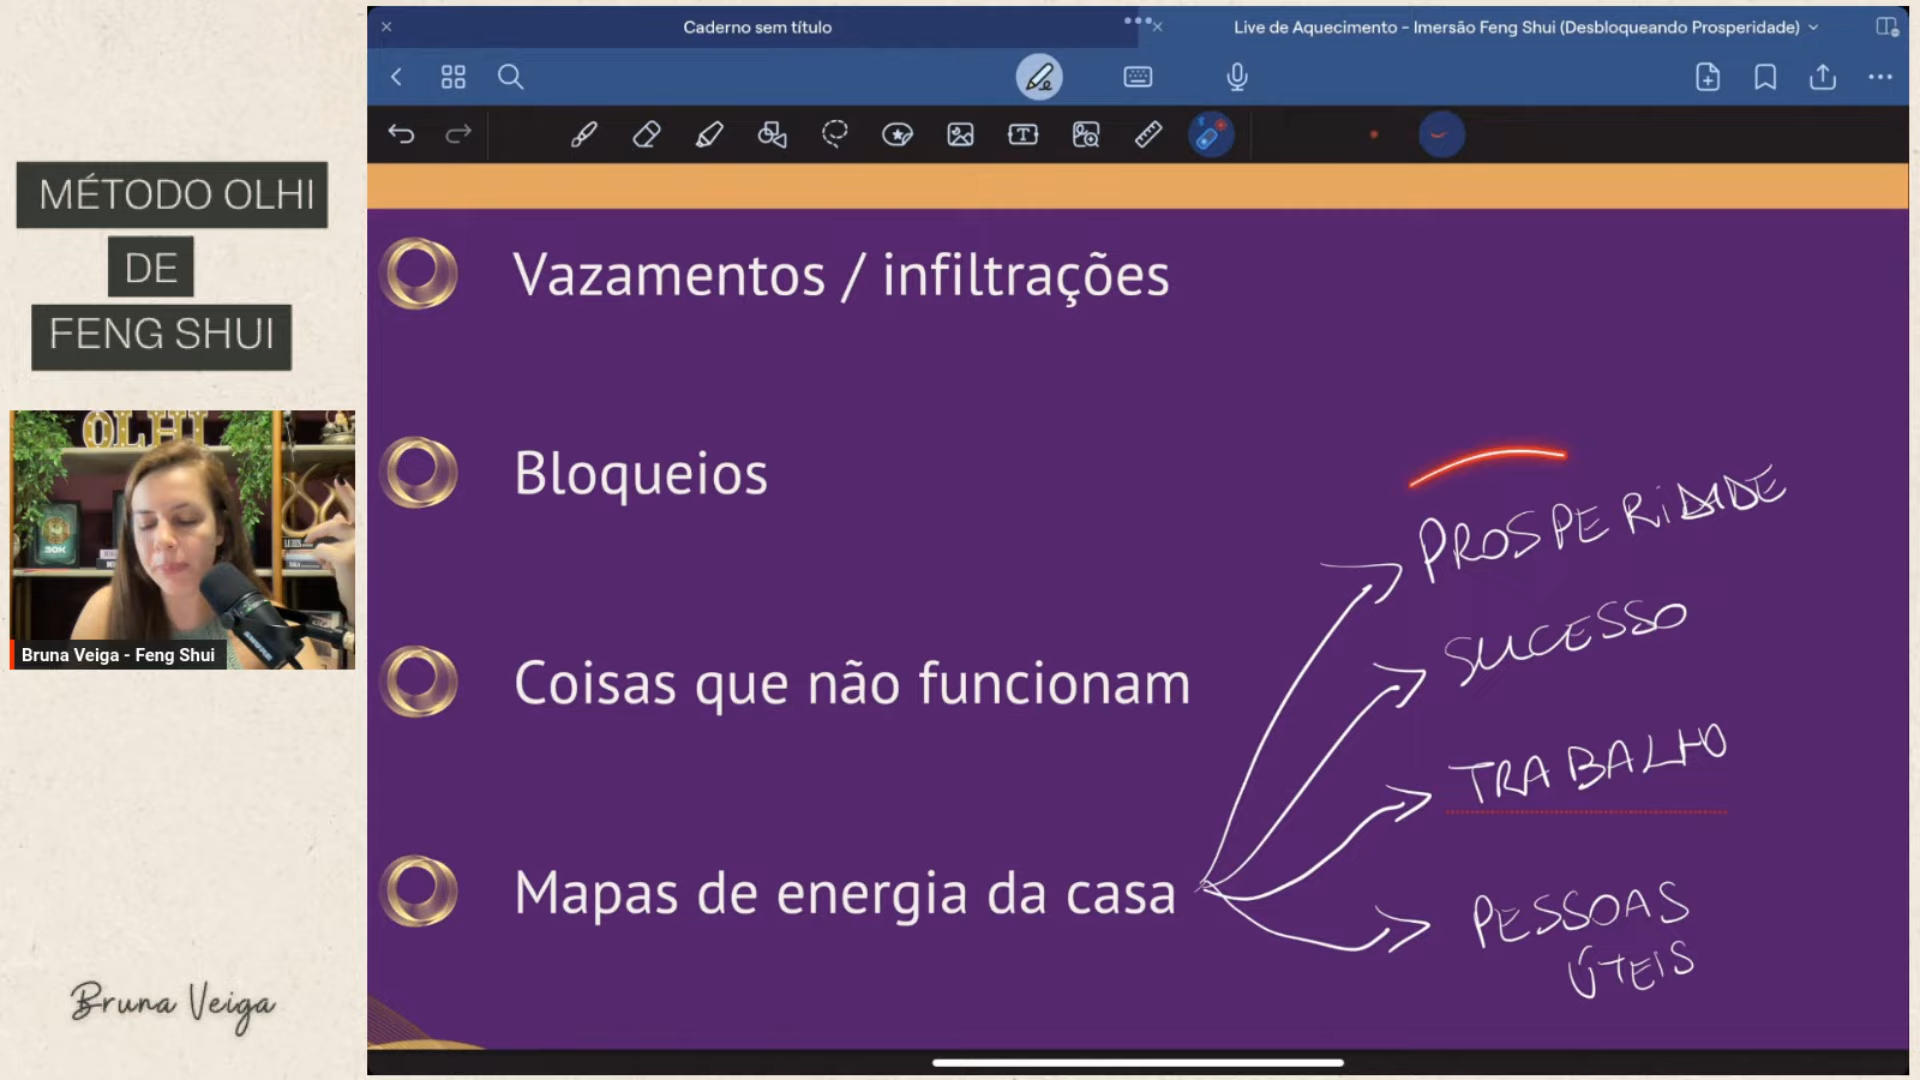 Caderno sem título
Live de Aquecimento - Imersão Feng Shui (Desbloqueando Prosperidade)
MÉTODO OLHI
DE
FENG SHUI
OLHI
30K
Bruna Veiga - Feng Shui
Bruna Veiga
Vazamentos / infiltrações
Bloqueios
Coisas que não funcionam
Mapas de energia da casa
PROSPERIDADE
SUCESSO
TRABALHO
PESSOAS
ÚTEIS